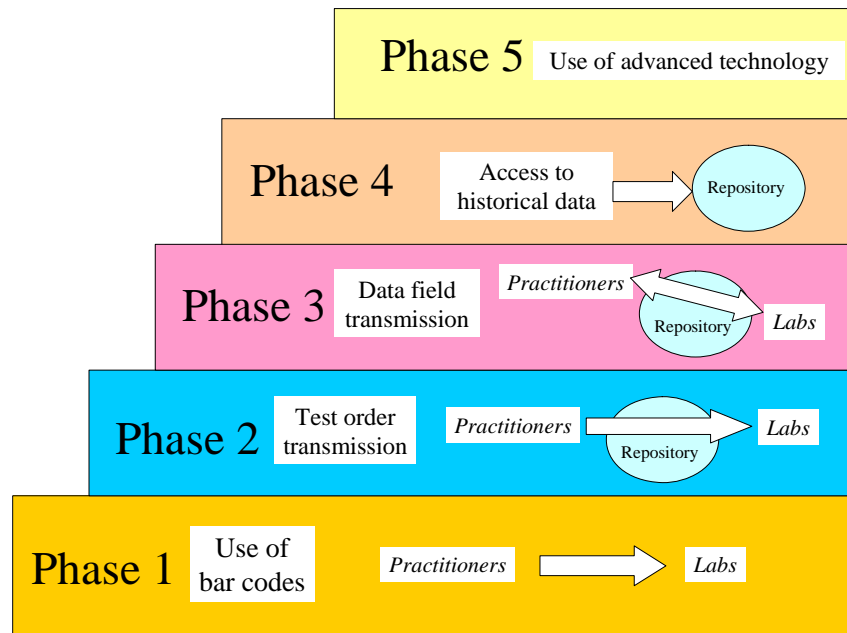 Phase 5
Use of advanced technology
Phase 4
Access to
historical data
Repository
Phase 3
Data field
transmission
Practitioners
Repository
Labs
Phase 2
Test order
transmission
Practitioners
Repository
Labs
Phase 1
Use of
bar codes
Practitioners
Labs